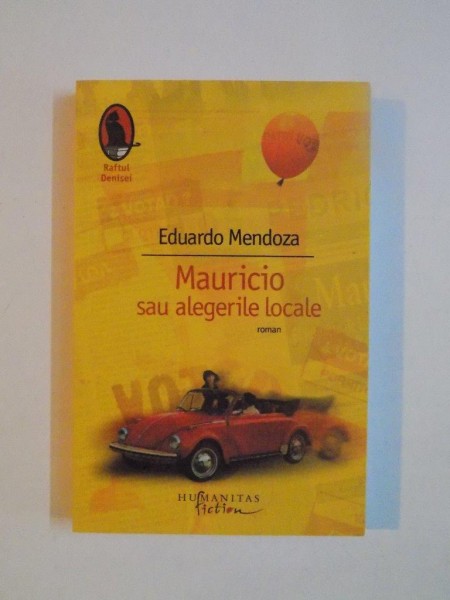 Raftul
Denisei
Eduardo Mendoza
Mauricio
sau alegerile locale
roman
HUMANITAS
fiction